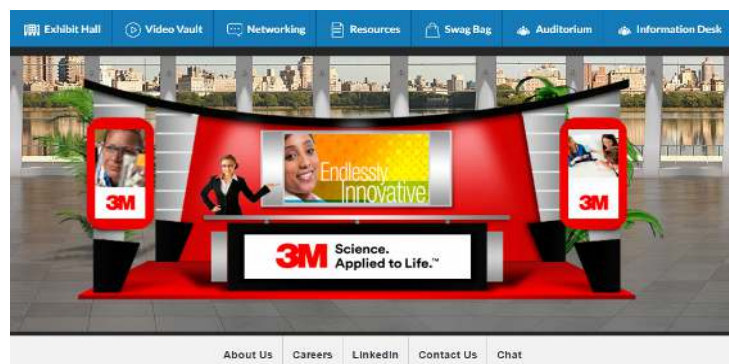 Exhibit Hall
Video Vault
Networking
Resources
Swag Bag
Auditorium
Information Desk
Endlessly
Innovative
3M
3M
3M Science.
Applied to Life.™
About Us
Careers
LinkedIn
Contact Us
Chat